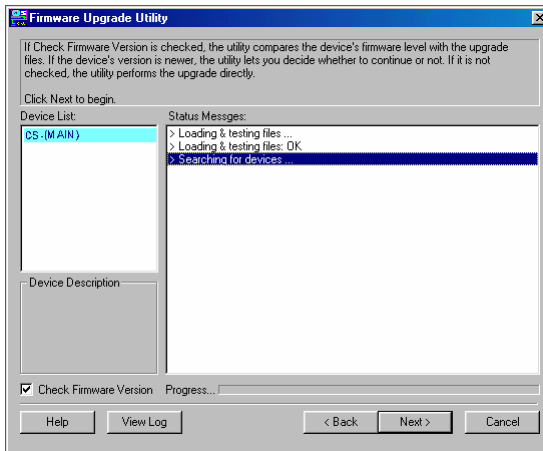 Firmware Upgrade Utility
If Check Firmware Version is checked, the utility compares the device's firmware level with the upgrade
files. If the device's version is newer, the utility lets you decide whether to continue or not. If it is not
checked, the utility performs the upgrade directly.
Click Next to begin.
Device List:
Status Messges:
CS-(MAIN)
> Loading & testing files ...
> Loading & testing files: OK
> Searching for devices ...
Device Description
Check Firmware Version
Progress...
Help
View Log
< Back
Next >
Cancel